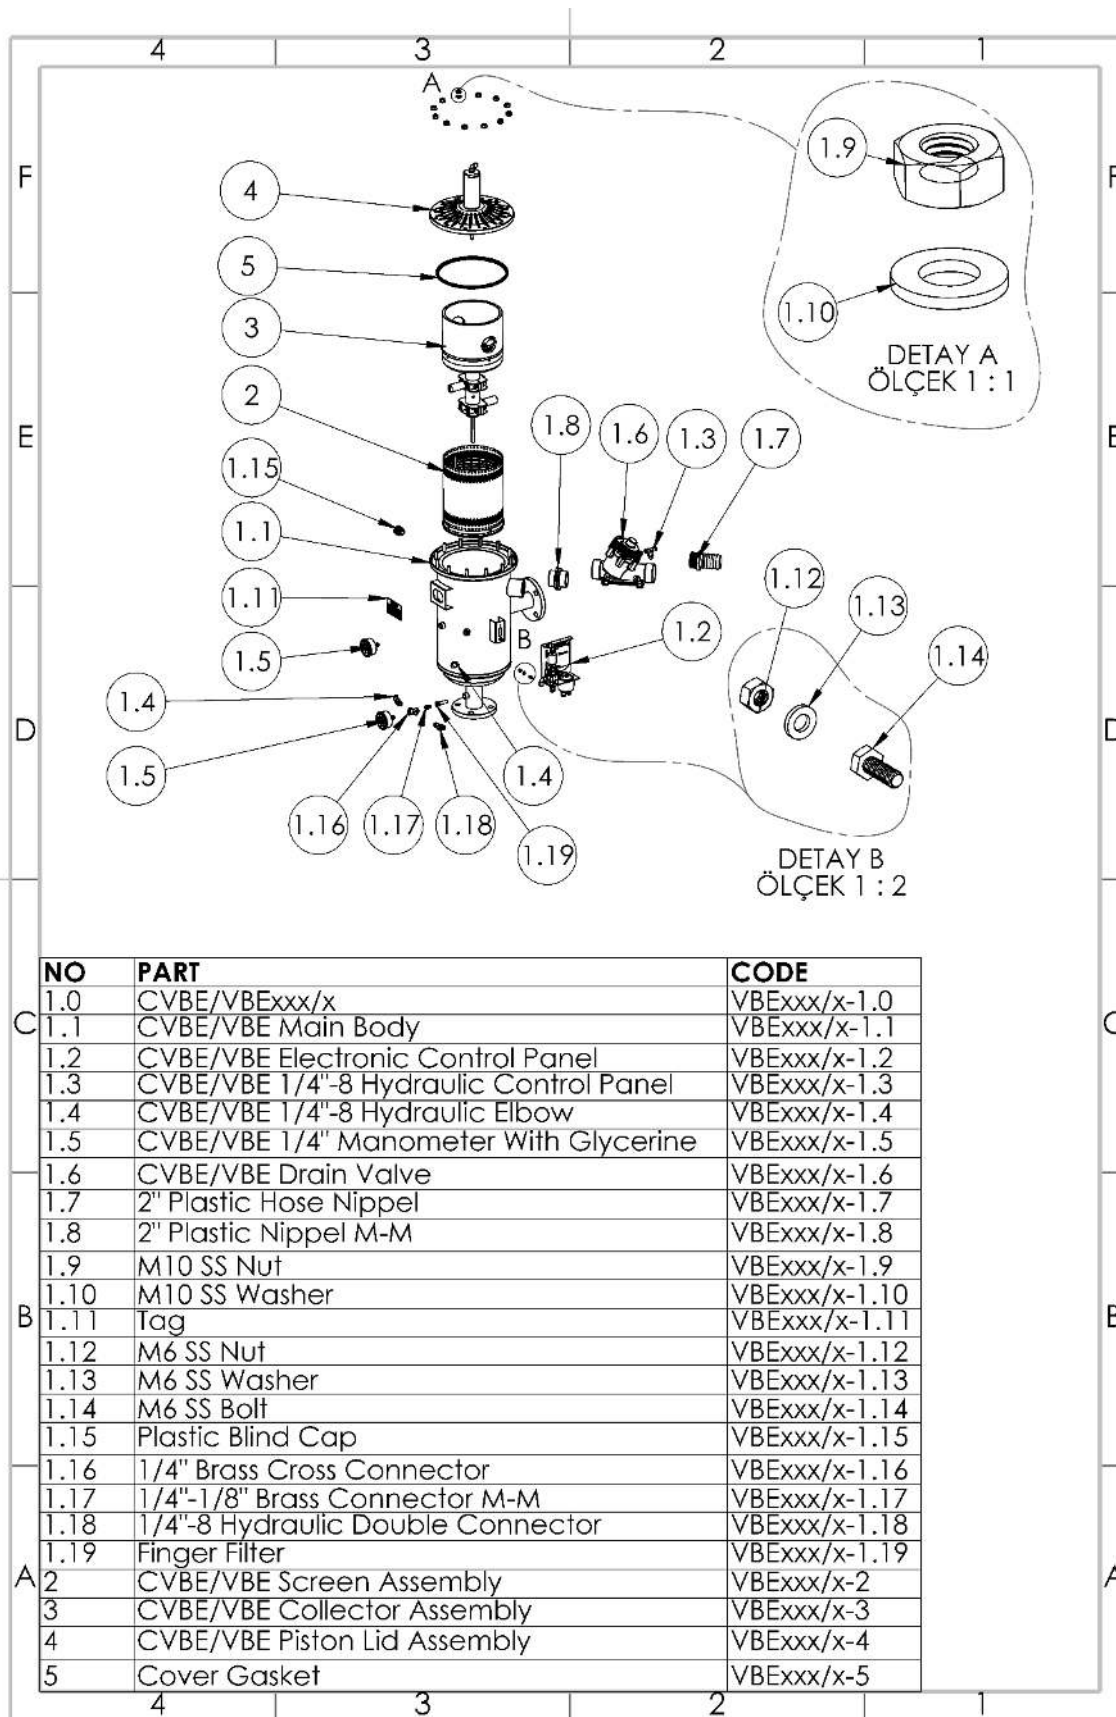 4 3 2 1
A
1.9
F F
4
5
1.10
3
DETAY A
ÖLÇEK 1 : 1
2
1.8 1.6 1.3 1.7
E
1.15
1.1
1.12
1.11
1.13
B
1.2
1.5
1.14
1.4
D
1.5
1.4
1.16 1.17 1.18
1.19
DETAY B
ÖLÇEK 1 : 2
NO PART CODE
1.0 CVBE/VBExxx/x VBExxx/x-1.0
C
1.1 CVBE/VBE Main Body VBExxx/x-1.1
1.2 CVBE/VBE Electronic Control Panel VBExxx/x-1.2
1.3 CVBE/VBE 1/4"-8 Hydraulic Control Panel VBExxx/x-1.3
1.4 CVBE/VBE 1/4"-8 Hydraulic Elbow VBExxx/x-1.4
1.5 CVBE/VBE 1/4" Manometer With Glycerine VBExxx/x-1.5
1.6 CVBE/VBE Drain Valve VBExxx/x-1.6
1.7 2" Plastic Hose Nippel VBExxx/x-1.7
1.8 2" Plastic Nippel M-M VBExxx/x-1.8
1.9 M10 SS Nut VBExxx/x-1.9
1.10 M10 SS Washer VBExxx/x-1.10
B
1.11 Tag VBExxx/x-1.11
1.12 M6 SS Nut VBExxx/x-1.12
1.13 M6 SS Washer VBExxx/x-1.13
1.14 M6 SS Bolt VBExxx/x-1.14
1.15 Plastic Blind Cap VBExxx/x-1.15
1.16 1/4" Brass Cross Connector VBExxx/x-1.16
1.17 1/4"-1/8" Brass Connector M-M VBExxx/x-1.17
1.18 1/4"-8 Hydraulic Double Connector VBExxx/x-1.18
1.19 Finger Filter VBExxx/x-1.19
A
2 CVBE/VBE Screen Assembly VBExxx/x-2
3 CVBE/VBE Collector Assembly VBExxx/x-3
4 CVBE/VBE Piston Lid Assembly VBExxx/x-4
5 Cover Gasket VBExxx/x-5
4 3 2 1